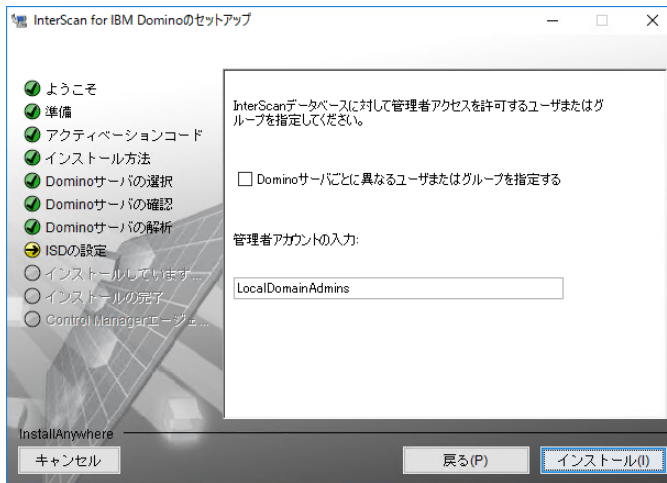 InterScan for IBM Dominoのセットアップ
ようこそ
準備
アクティベーションコード
インストール方法
Dominoサーバの選択
Dominoサーバの確認
Dominoサーバの解析
ISDの設定
インストールしています...
インストールの完了
Control Managerエージェ...
InterScanデータベースに対して管理者アクセスを許可するユーザまたはグ
ループを指定してください。
Dominoサーバごとに異なるユーザまたはグループを指定する
管理者アカウントの入力:
LocalDomainAdmins
InstallAnywhere
キャンセル
戻る(P)
インストール(I)